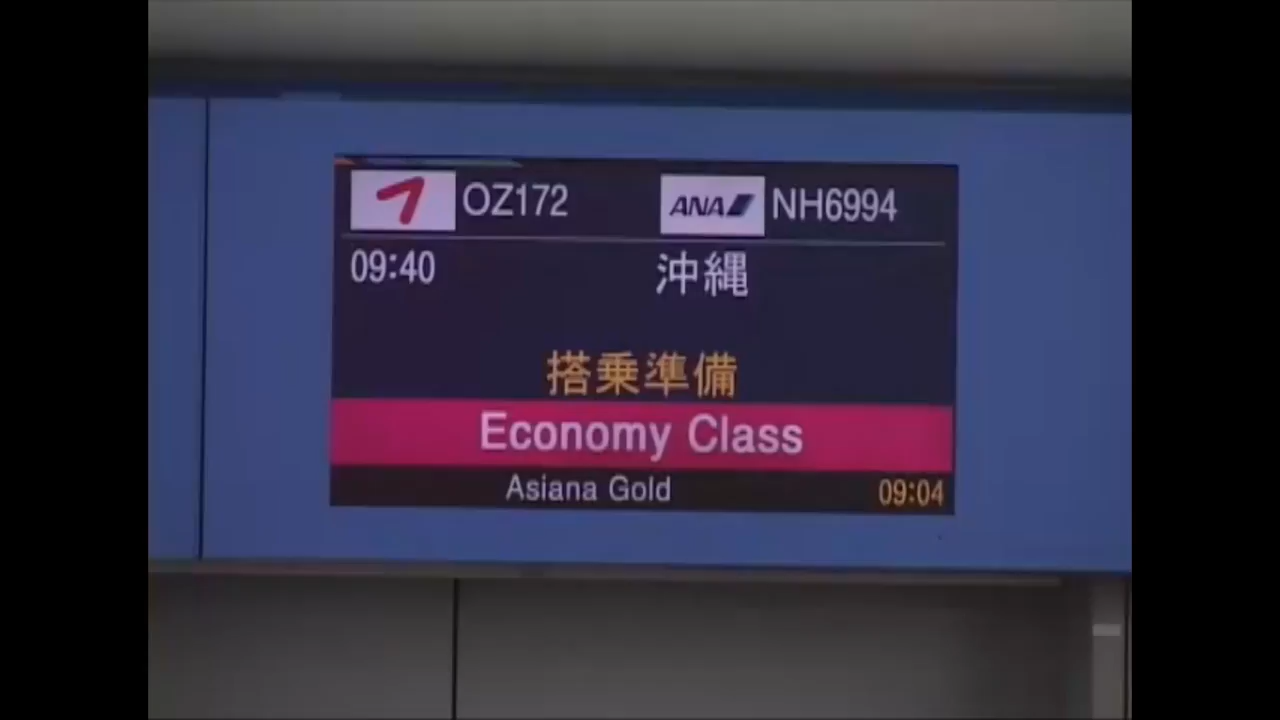 OZ172 ANA NH6994
09:40 沖縄
搭乗準備
Economy Class
Asiana Gold 09:04